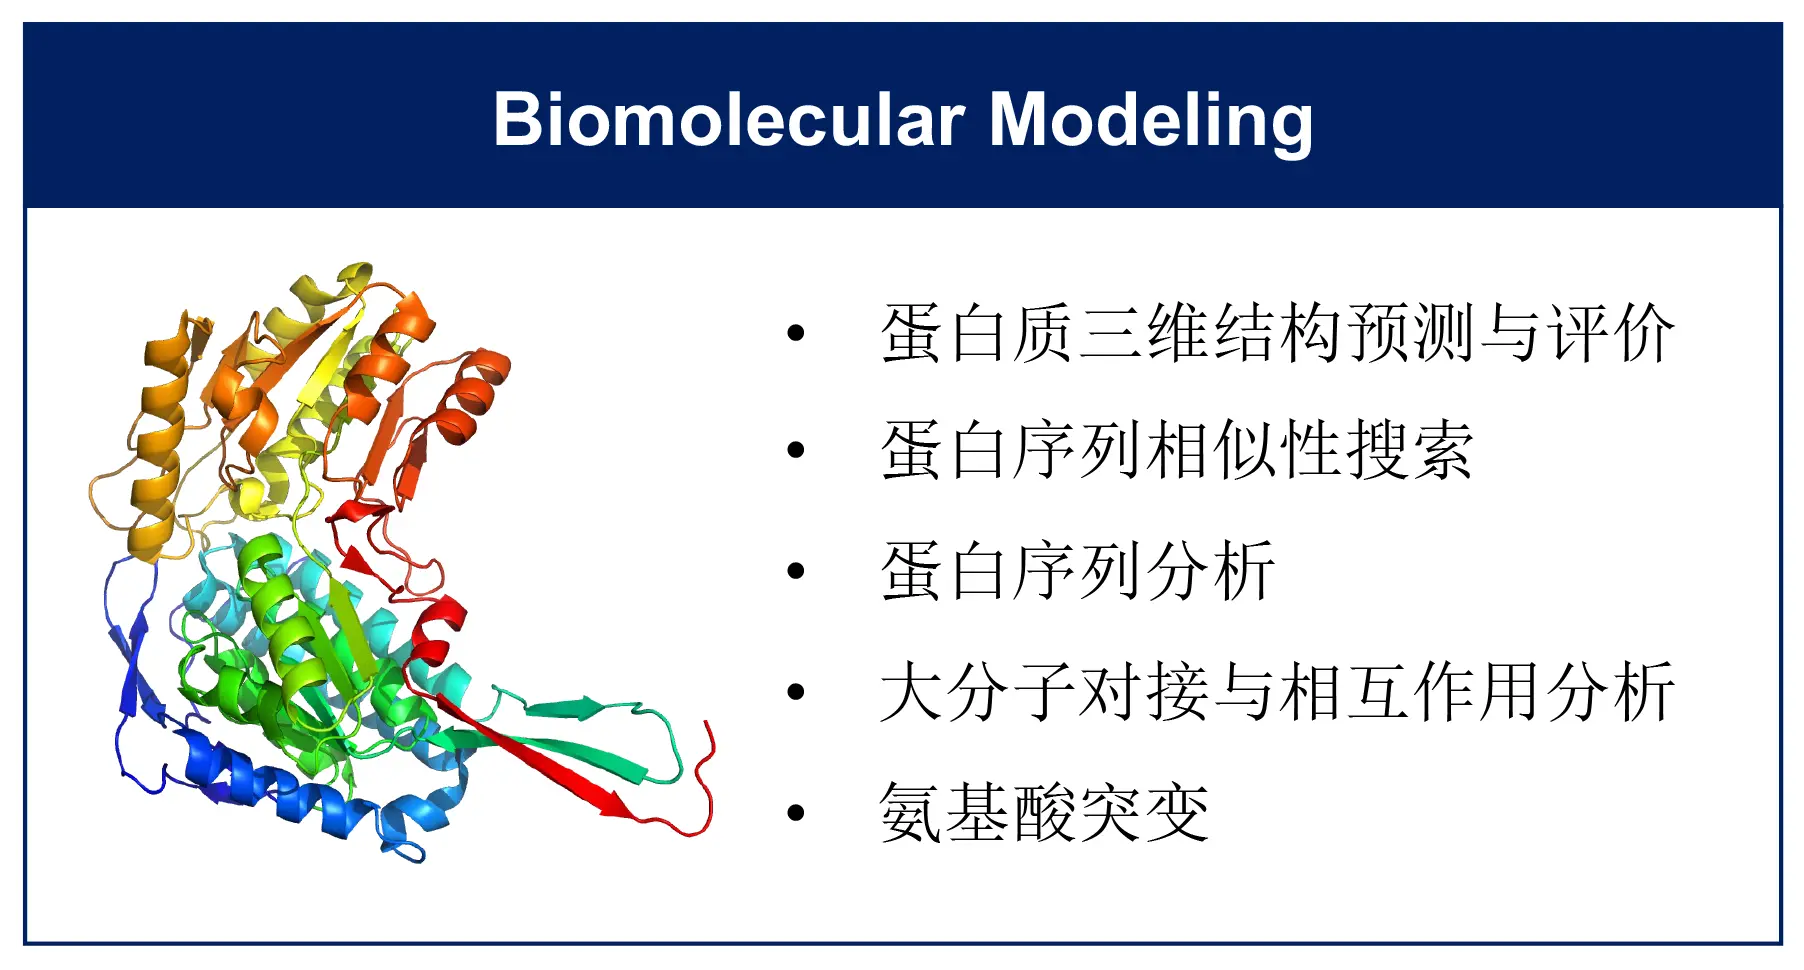 Biomolecular Modeling
• 蛋白质三维结构预测与评价
• 蛋白序列相似性搜索
• 蛋白序列分析
• 大分子对接与相互作用分析
• 氨基酸突变